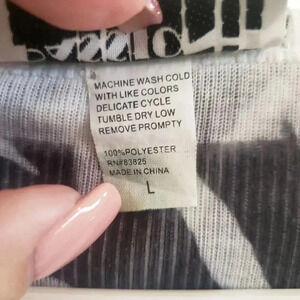 MACHINE WASH COLD
WITH LIKE COLORS
DELICATE CYCLE
TUMBLE DRY LOW
REMOVE PROMPTY
100%POLYESTER
RN#83825
MADE IN CHINA
L